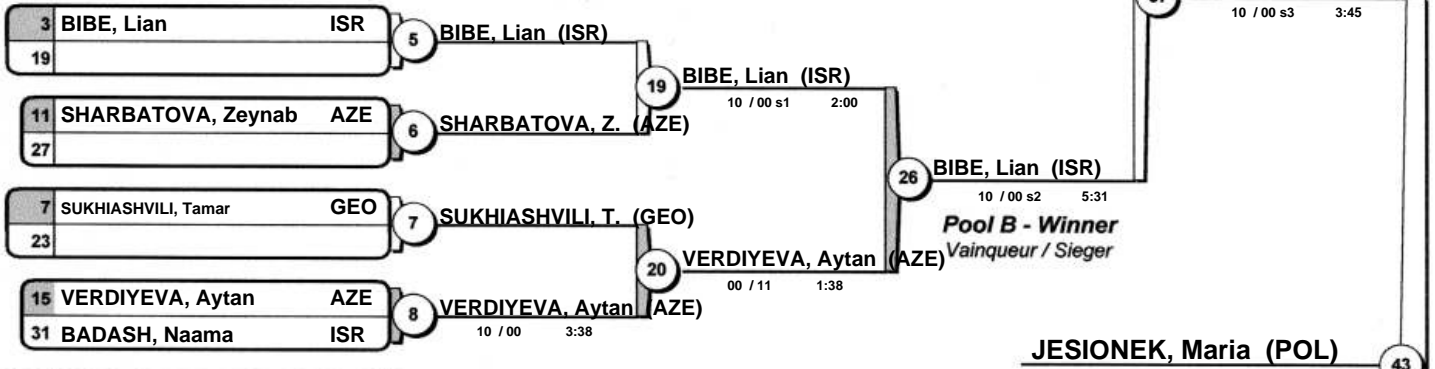 10 / 00 s3 3:45
3 BIBE, Lian ISR
19
5 BIBE, Lian (ISR)
19 BIBE, Lian (ISR)
10 / 00 s1 2:00
11 SHARBATOVA, Zeynab AZE
27
6 SHARBATOVA, Z. (AZE)
26 BIBE, Lian (ISR)
10 / 00 s2 5:31
Pool B - Winner
Vainqueur / Sieger
7 SUKHIASHVILI, Tamar GEO
23
7 SUKHIASHVILI, T. (GEO)
20 VERDIYEVA, Aytan (AZE)
00 / 11 1:38
15 VERDIYEVA, Aytan AZE
31 BADASH, Naama ISR
8 VERDIYEVA, Aytan (AZE)
10 / 00 3:38
JESIONEK, Maria (POL)
43